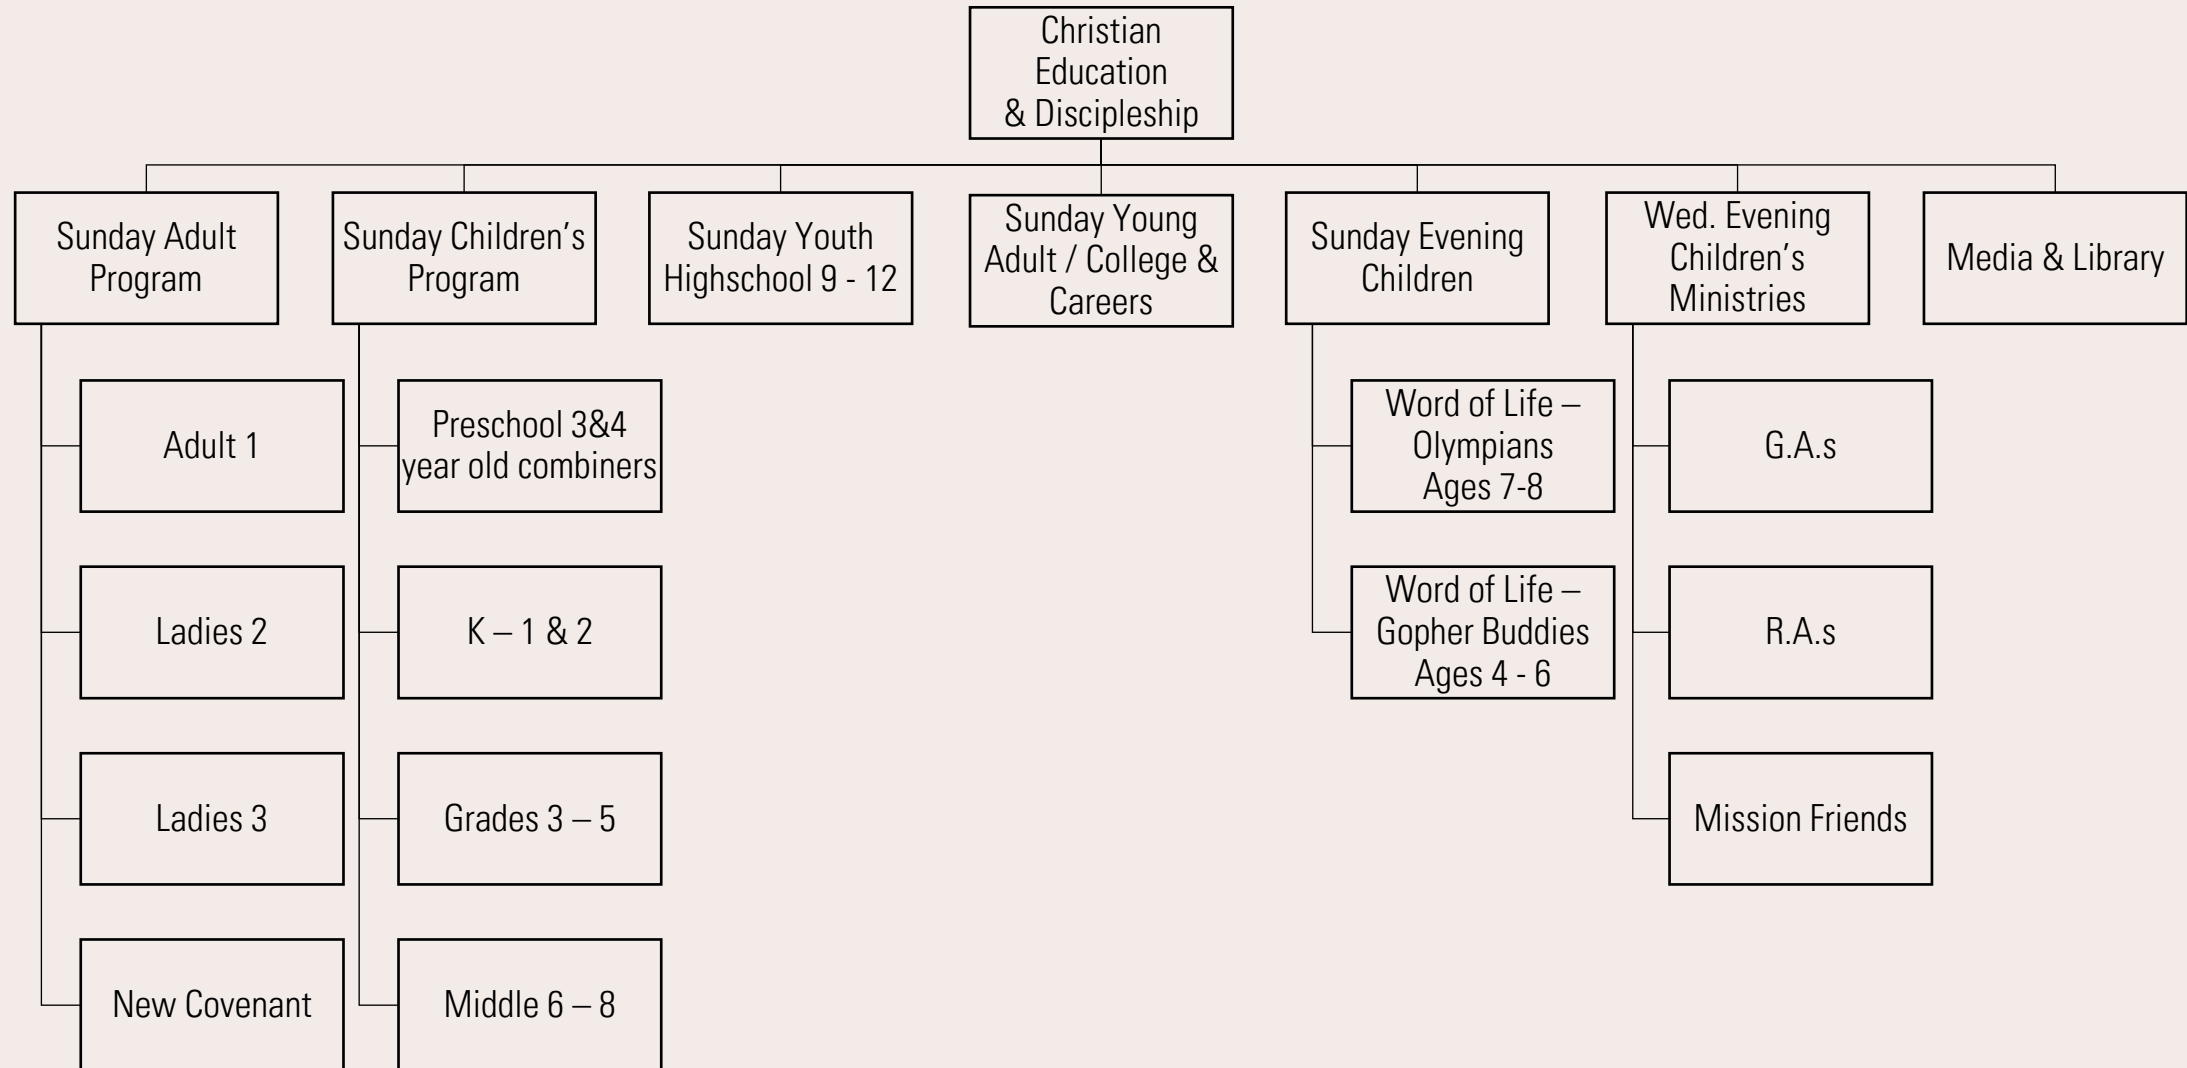 Christian
Education
& Discipleship
Sunday Adult
Program
Sunday Children’s
Program
Sunday Youth
Highschool 9 - 12
Sunday Young
Adult / College &
Careers
Sunday Evening
Children
Wed. Evening
Children’s
Ministries
Media & Library
Adult 1
Ladies 2
Ladies 3
New Covenant
Preschool 3&4
year old combiners
K – 1 & 2
Grades 3 – 5
Middle 6 – 8
Word of Life –
Olympians
Ages 7-8
Word of Life –
Gopher Buddies
Ages 4 - 6
G.A.s
R.A.s
Mission Friends